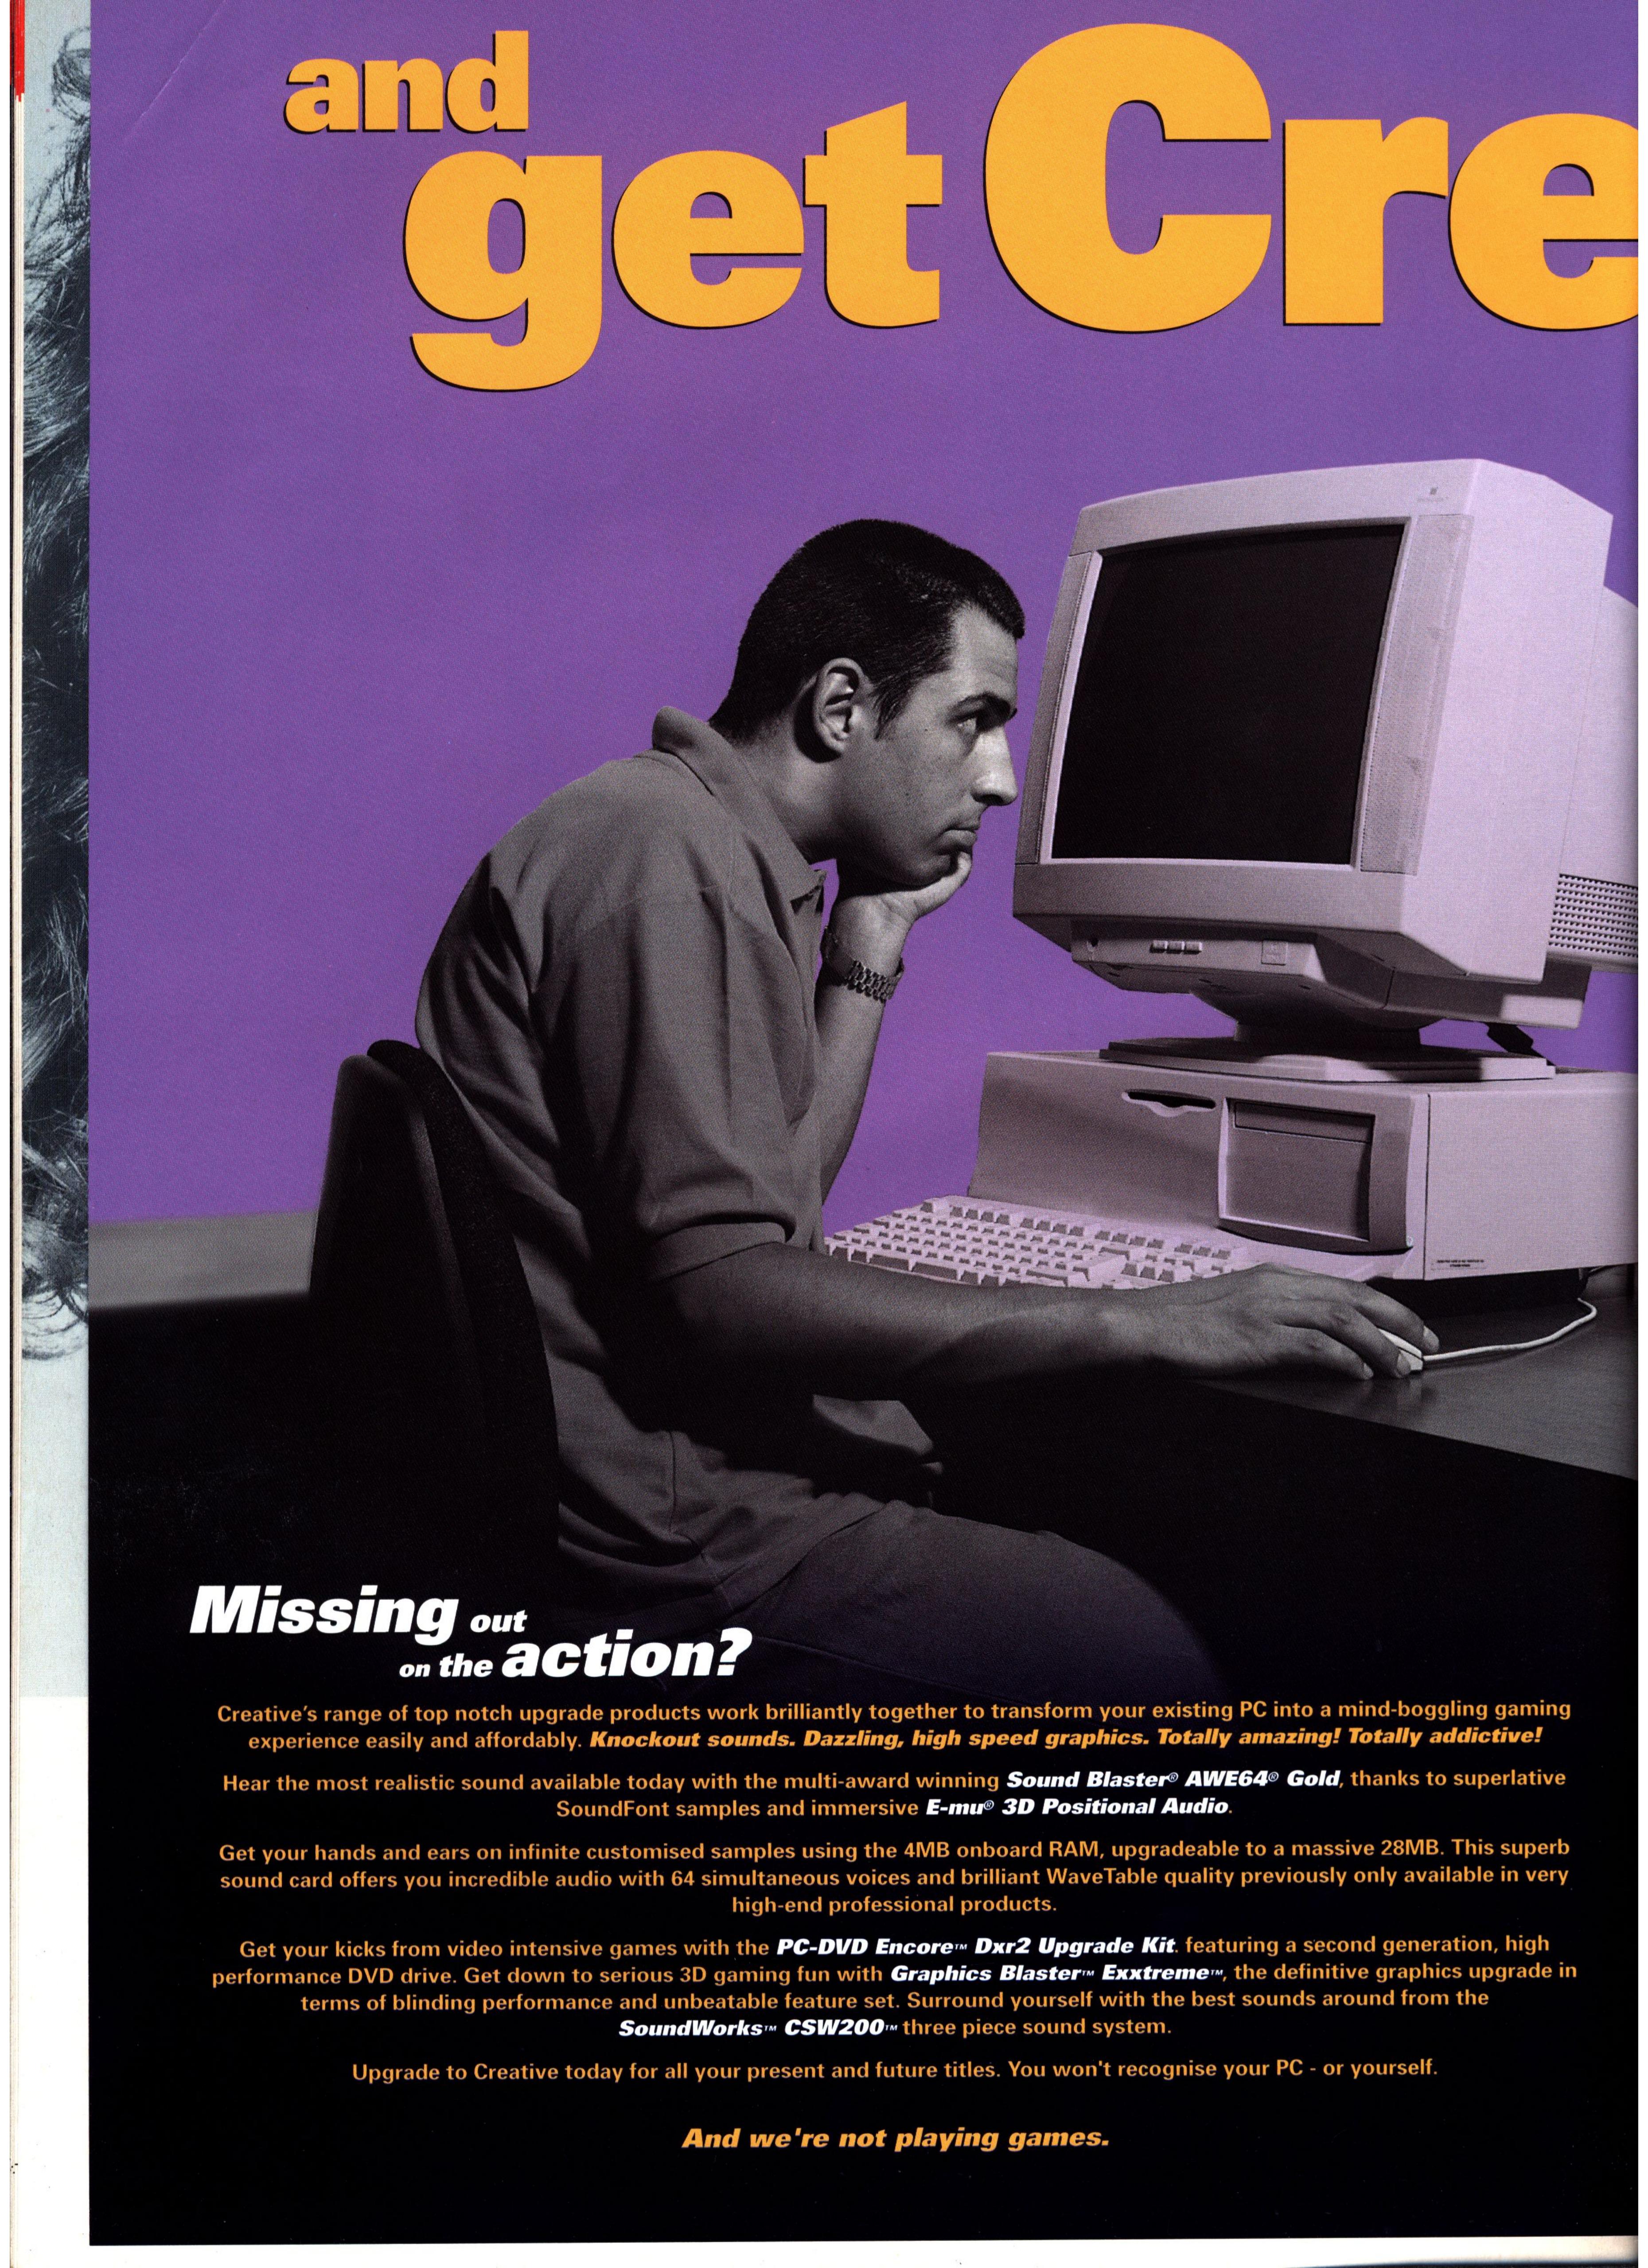 and
get Cre
Missing out
on the action?
Creative's range of top notch upgrade products work brilliantly together to transform your existing PC into a mind-boggling gaming
experience easily and affordably. Knockout sounds. Dazzling, high speed graphics. Totally amazing! Totally addictive!
Hear the most realistic sound available today with the multi-award winning Sound Blaster® AWE64® Gold, thanks to superlative
SoundFont samples and immersive E-mu® 3D Positional Audio.
Get your hands and ears on infinite customised samples using the 4MB onboard RAM, upgradeable to a massive 28MB. This superb
sound card offers you incredible audio with 64 simultaneous voices and brilliant WaveTable quality previously only available in very
high-end professional products.
Get your kicks from video intensive games with the PC-DVD Encore™ Dxr2 Upgrade Kit. featuring a second generation, high
performance DVD drive. Get down to serious 3D gaming fun with Graphics Blaster™ Exxtreme™, the definitive graphics upgrade in
terms of blinding performance and unbeatable feature set. Surround yourself with the best sounds around from the
SoundWorks™ CSW200™ three piece sound system.
Upgrade to Creative today for all your present and future titles. You won't recognise your PC - or yourself.
And we're not playing games.